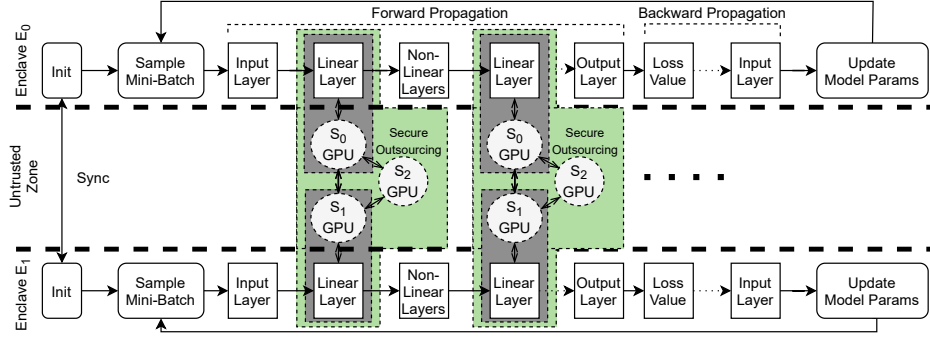 Forward Propagation
Backward Propagation
Enclave E0
Init
Sample
Mini-Batch
Input
Layer
Linear
Layer
Non-
Linear
Layers
Linear
Layer
Output
Layer
Loss
Value
Input
Layer
Update
Model Params
Untrusted
Zone
Sync
S0
GPU
Secure
Outsourcing
S2
GPU
S1
GPU
S0
GPU
Secure
Outsourcing
S2
GPU
S1
GPU
Enclave E1
Init
Sample
Mini-Batch
Input
Layer
Linear
Layer
Non-
Linear
Layers
Linear
Layer
Output
Layer
Loss
Value
Input
Layer
Update
Model Params